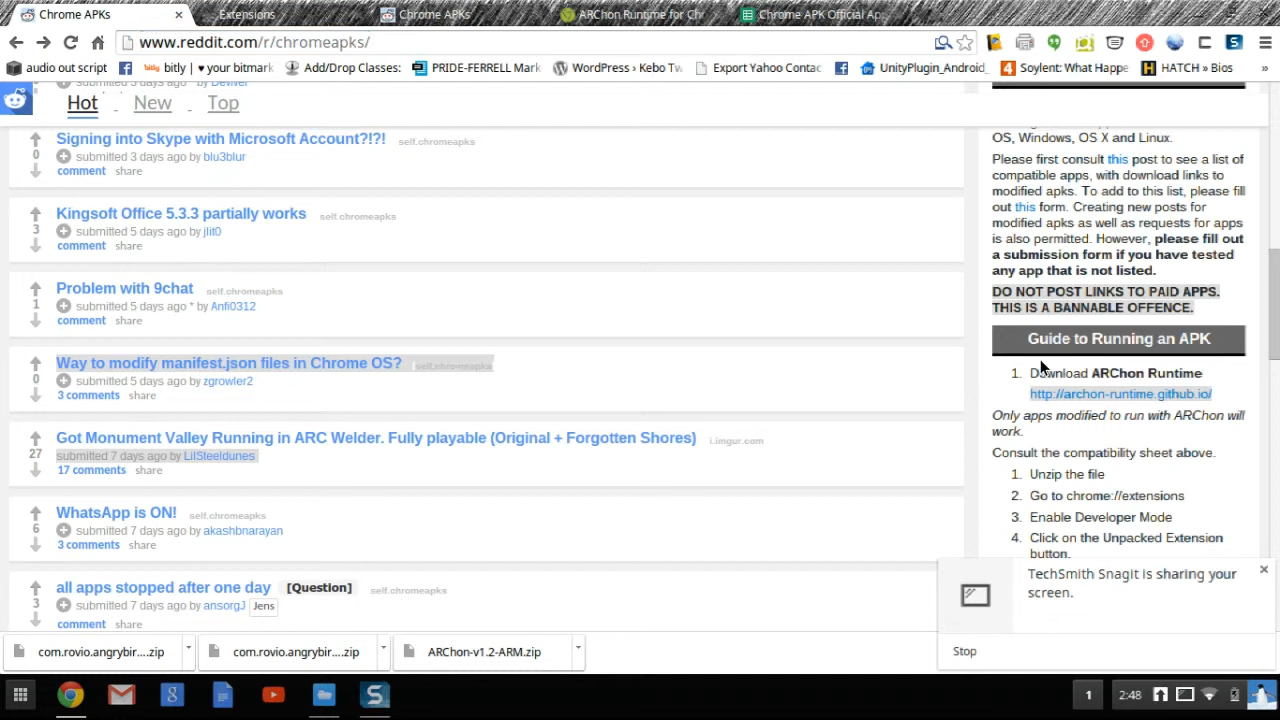 Chrome APKs
Extensions
Chrome APKs
ARChon Runtime for Chr
Chrome APK Official Ap
www.reddit.com/r/chromeapks/
audio out script
bitly
bitly | ♥ your bitmark
Add/Drop Classes:
PRIDE-FERRELL Mark
WordPress › Kebo Tw
Export Yahoo Contac
UnityPlugin_Android_
Soylent: What Happe
HATCH » Bios
»
Hot - New - Top
Signing into Skype with Microsoft Account?!?! self.chromeapks
0
submitted 3 days ago by blu3blur
comment share
Kingsoft Office 5.3.3 partially works self.chromeapks
3
submitted 5 days ago by jlit0
comment share
Problem with 9chat self.chromeapks
1
submitted 5 days ago * by Anfi0312
comment share
Way to modify manifest.json files in Chrome OS? self.chromeapks
0
submitted 5 days ago by zgrowler2
3 comments share
Got Monument Valley Running in ARC Welder. Fully playable (Original + Forgotten Shores) i.imgur.com
27
submitted 7 days ago by LilSteeldunes
17 comments share
WhatsApp is ON! self.chromeapks
6
submitted 7 days ago by akashbnarayan
3 comments share
all apps stopped after one day [Question] self.chromeapks
3
submitted 7 days ago by ansorgJ Jens
comment share
OS, Windows, OS X and Linux.
Please first consult this post to see a list of
compatible apps, with download links to
modified apks. To add to this list, please fill
out this form. Creating new posts for
modified apks as well as requests for apps
is also permitted. However, please fill out
a submission form if you have tested
any app that is not listed.
DO NOT POST LINKS TO PAID APPS.
THIS IS A BANNABLE OFFENCE.
Guide to Running an APK
1. Download ARChon Runtime
http://archon-runtime.github.io/
Only apps modified to run with ARChon will
work.
Consult the compatibility sheet above.
1. Unzip the file
2. Go to chrome://extensions
3. Enable Developer Mode
4. Click on the Unpacked Extension
button.
TechSmith Snagit is sharing your
screen.
Stop
com.rovio.angrybir....zip
com.rovio.angrybir....zip
ARChon-v1.2-ARM.zip
1
2:48